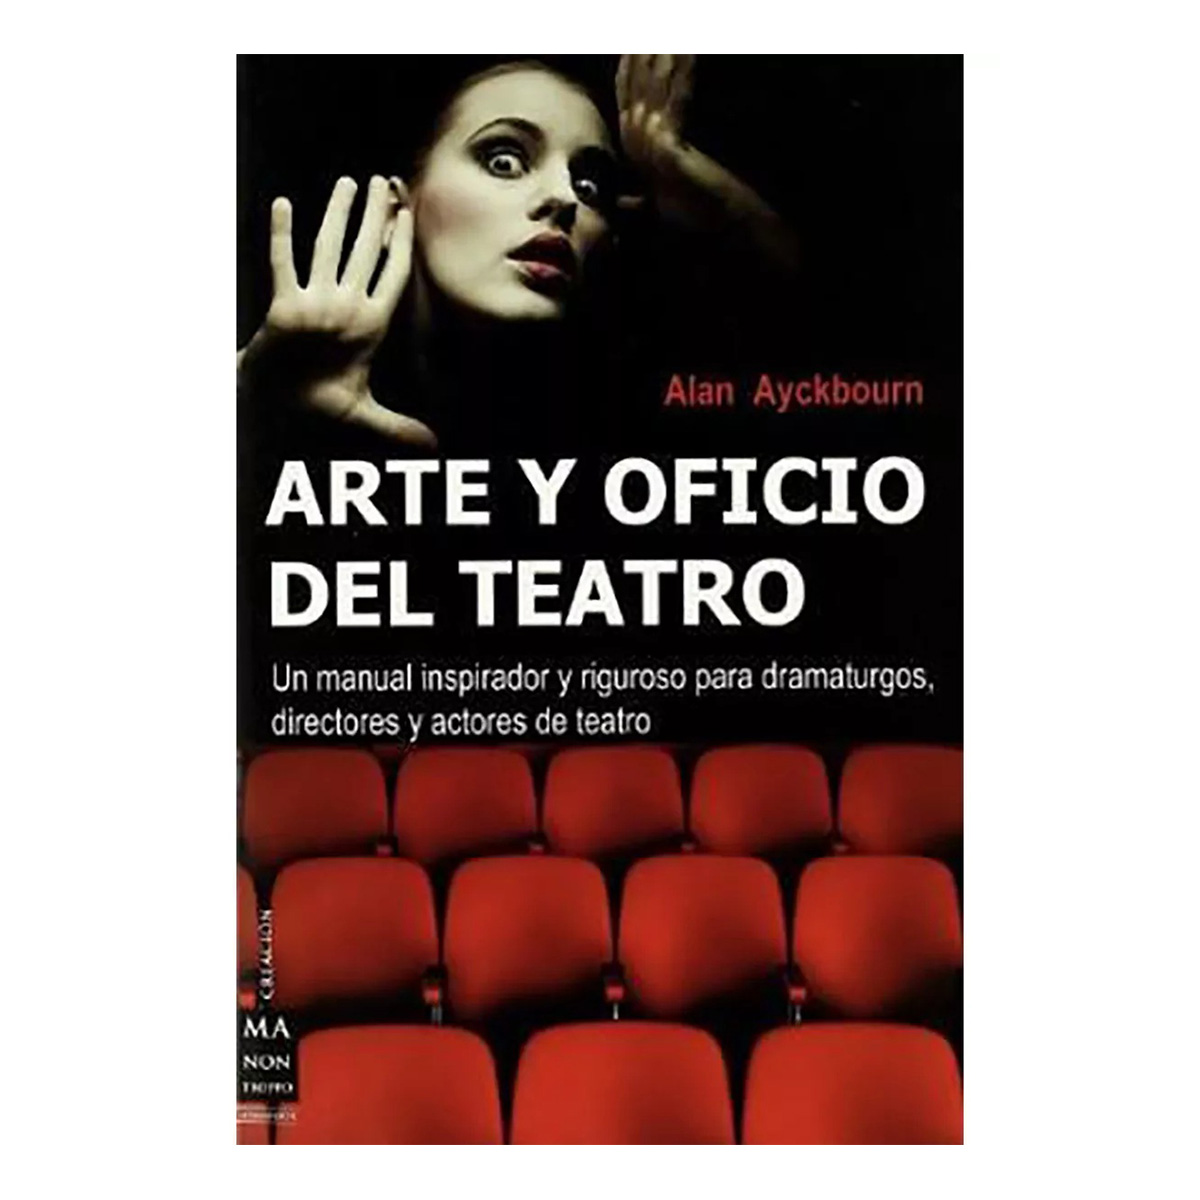 Alan Ayckbourn
ARTE Y OFICIO
DEL TEATRO
Un manual inspirador y riguroso para dramaturgos,
directores y actores de teatro
CREACIÓN
MA
NON
TROPPO